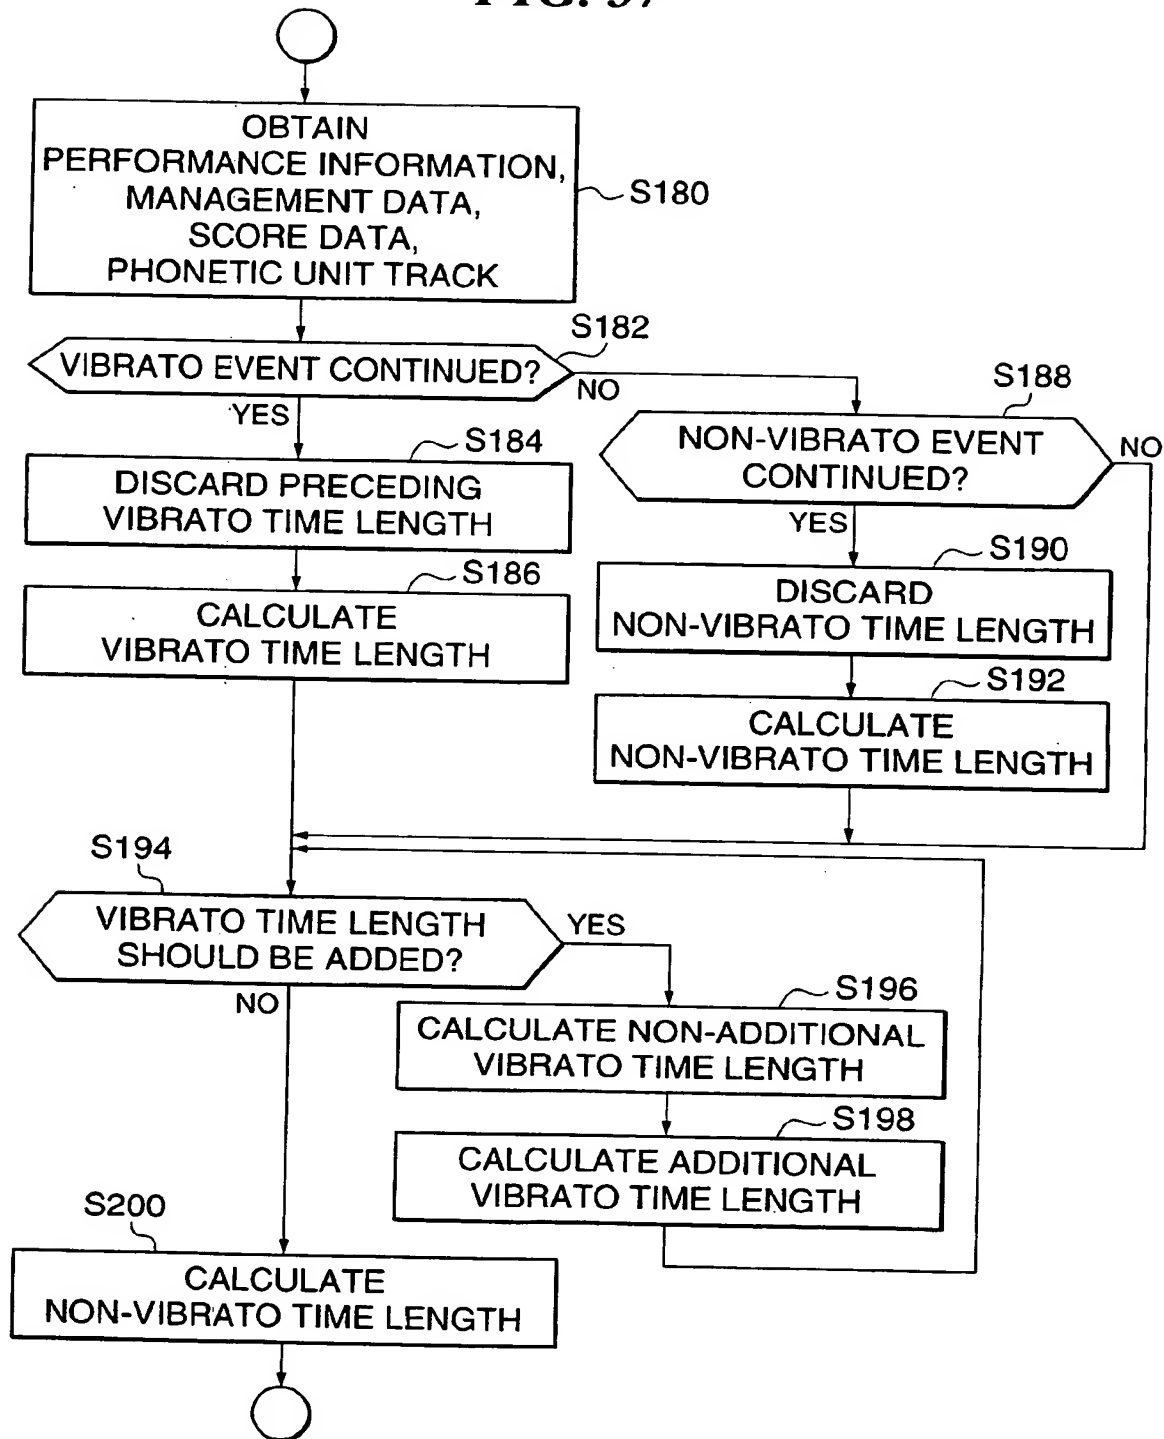 OBTAIN
PERFORMANCE INFORMATION,
MANAGEMENT DATA,
SCORE DATA,
PHONETIC UNIT TRACK
S180
S182
VIBRATO EVENT CONTINUED?
NO
YES
S188
NON-VIBRATO EVENT
CONTINUED?
NO
YES
S184
DISCARD PRECEDING
VIBRATO TIME LENGTH
S186
CALCULATE
VIBRATO TIME LENGTH
S190
DISCARD
NON-VIBRATO TIME LENGTH
S192
CALCULATE
NON-VIBRATO TIME LENGTH
S194
VIBRATO TIME LENGTH
SHOULD BE ADDED?
YES
NO
S196
CALCULATE NON-ADDITIONAL
VIBRATO TIME LENGTH
S198
CALCULATE ADDITIONAL
VIBRATO TIME LENGTH
S200
CALCULATE
NON-VIBRATO TIME LENGTH